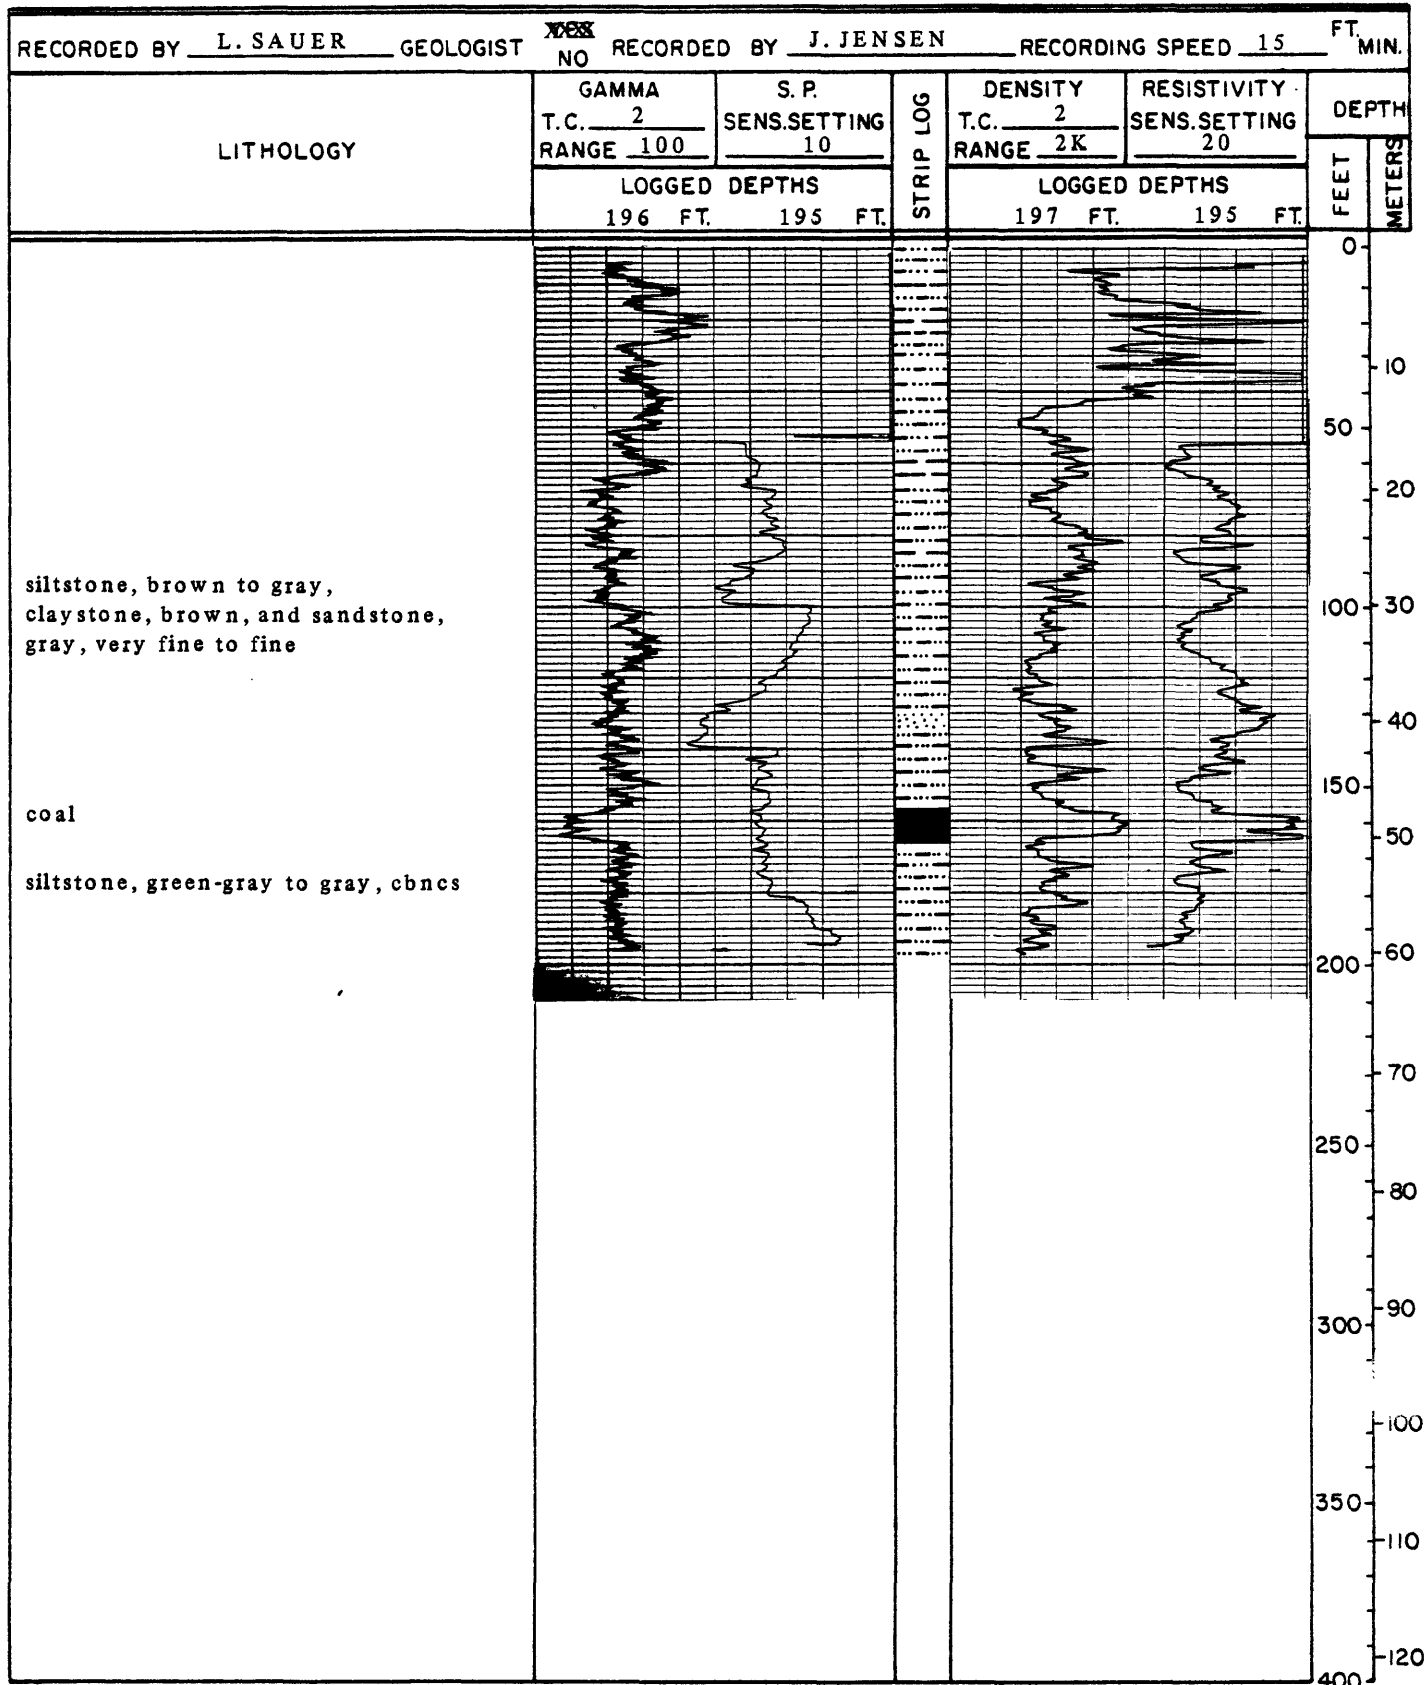 RECORDED BY L. SAUER GEOLOGIST NO RECORDED BY J. JENSEN RECORDING SPEED 15 FT. MIN.
LITHOLOGY
GAMMA
T.C. 2
RANGE 100
S. P.
SENS. SETTING
10
LOGGED DEPTHS
196 FT. 195 FT.
STRIP LOG
DENSITY
T.C. 2
RANGE 2K
RESISTIVITY
SENS. SETTING
20
LOGGED DEPTHS
197 FT. 195 FT.
DEPTH
FEET
METERS
0
10
50
20
siltstone, brown to gray,
claystone, brown, and sandstone,
gray, very fine to fine
100 30
40
150
coal
50
siltstone, green-gray to gray, cbncs
200 60
70
250
80
90
300
100
350
110
120
400